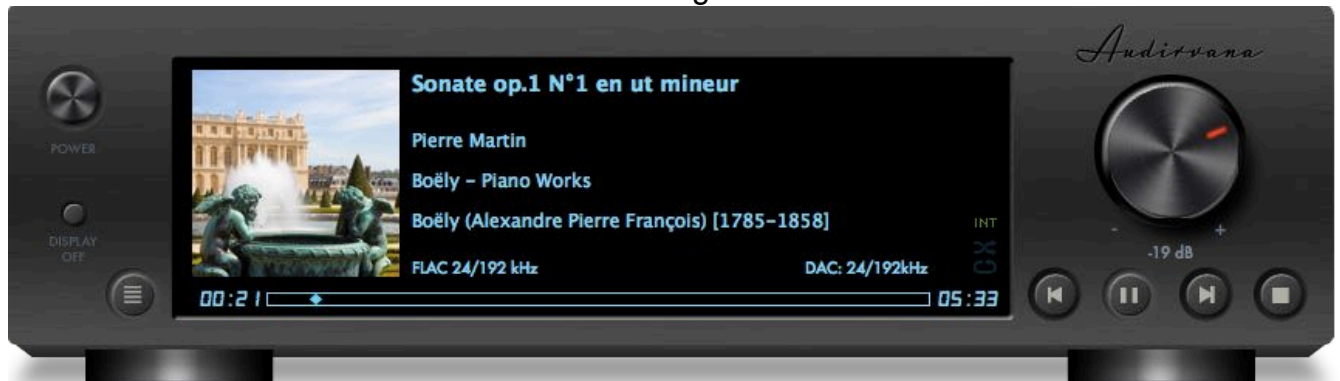 Audirvana
POWER
DISPLAY
OFF
Sonate op.1 N°1 en ut mineur
Pierre Martin
Boëly – Piano Works
Boëly (Alexandre Pierre François) [1785–1858]
INT
FLAC 24/192 kHz
DAC: 24/192kHz
00:21
05:33
- +
-19 dB